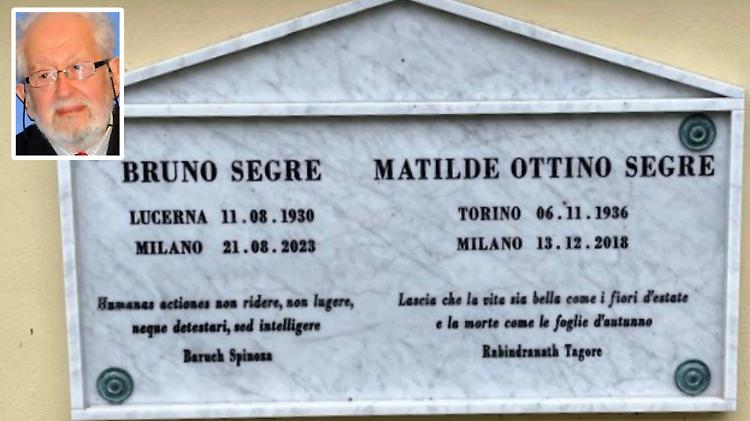 BRUNO SEGRE
LUCERNA 11.08.1930
MILANO 21.08.2023
Humanas actiones non ridere, non lugere,
neque detestari, sed intelligere
Baruch Spinoza
MATILDE OTTINO SEGRE
TORINO 06.11.1936
MILANO 13.12.2018
Lascia che la vita sia bella come i fiori d'estate
e la morte come le foglie d'autunno
Rabindranath Tagore